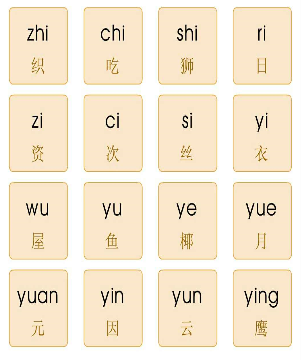 zhi chi shi ri
织 吃 狮 日
zi ci si yi
资 次 丝 衣
wu yu ye yue
屋 鱼 椰 月
yuan yin yun ying
元 因 云 鹰